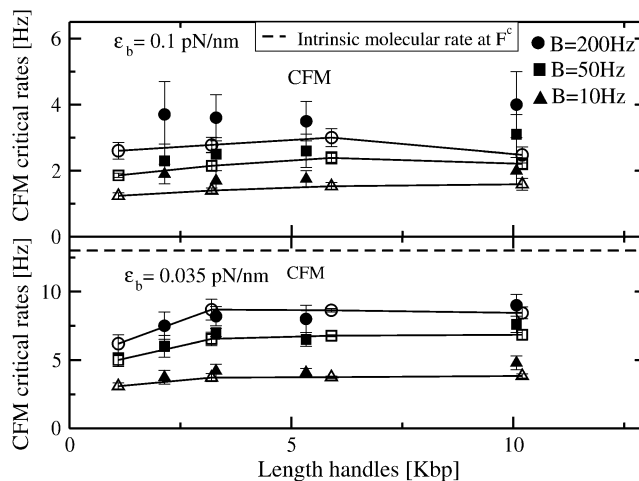 CFM critical rates [Hz]
6
4
2
0
ε_b = 0.1 pN/nm
Intrinsic molecular rate at F^c
CFM
B=200Hz
B=50Hz
B=10Hz
CFM critical rates [Hz]
10
5
0
ε_b = 0.035 pN/nm
CFM
0
5
10
Length handles [Kbp]